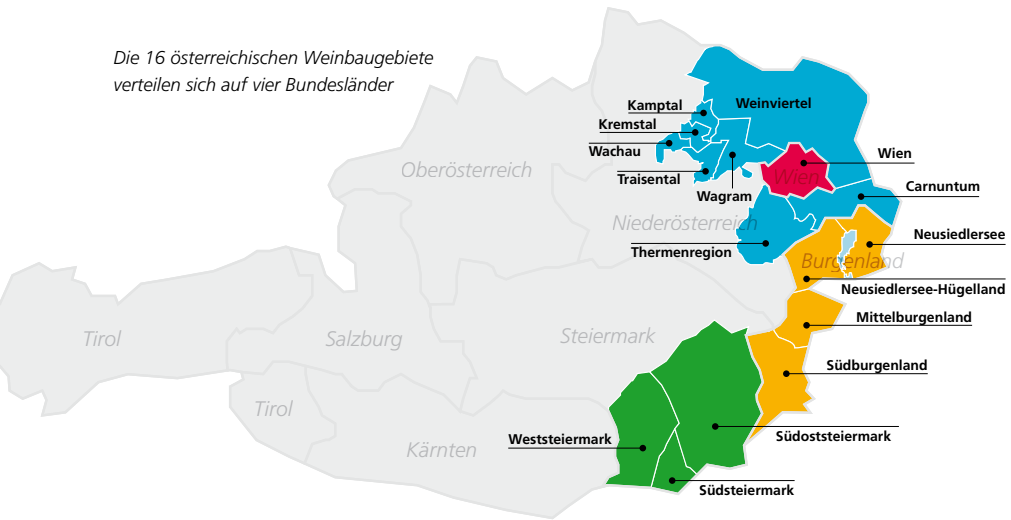 Die 16 österreichischen Weinbaugebiete
verteilen sich auf vier Bundesländer
Kamptal
Weinviertel
Kremstal
Wachau
Wien
Oberösterreich
Traisental
Wien
Carnuntum
Wagram
Niederösterreich
Neusiedlersee
Thermenregion
Burgenland
Neusiedlersee-Hügelland
Mittelburgenland
Tirol
Salzburg
Steiermark
Südburgenland
Tirol
Südoststeiermark
Weststeiermark
Kärnten
Südsteiermark